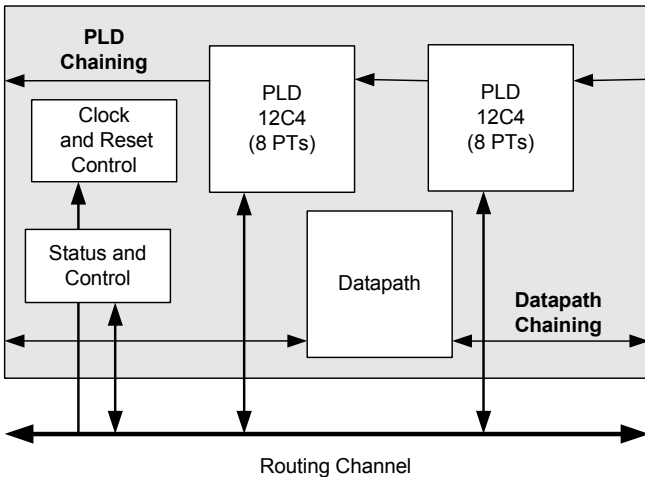 PLD
Chaining
PLD
12C4
(8 PTs)
PLD
12C4
(8 PTs)
Clock
and Reset
Control
Status and
Control
Datapath
Datapath
Chaining
Routing Channel